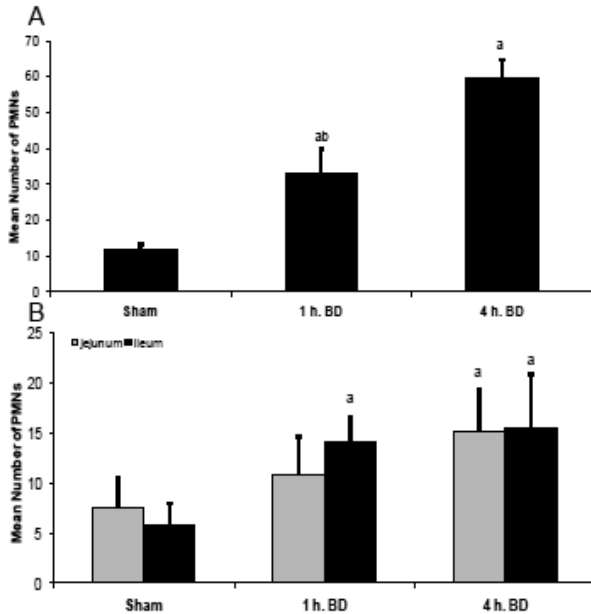 A
70
60
50
40
30
20
10
0
Mean Number of PMNs
ab
a
Sham 1 h. BD 4 h. BD
B
25
20
15
10
5
0
Mean Number of PMNs
jejunum Ileum
a
a a
Sham 1 h. BD 4 h. BD